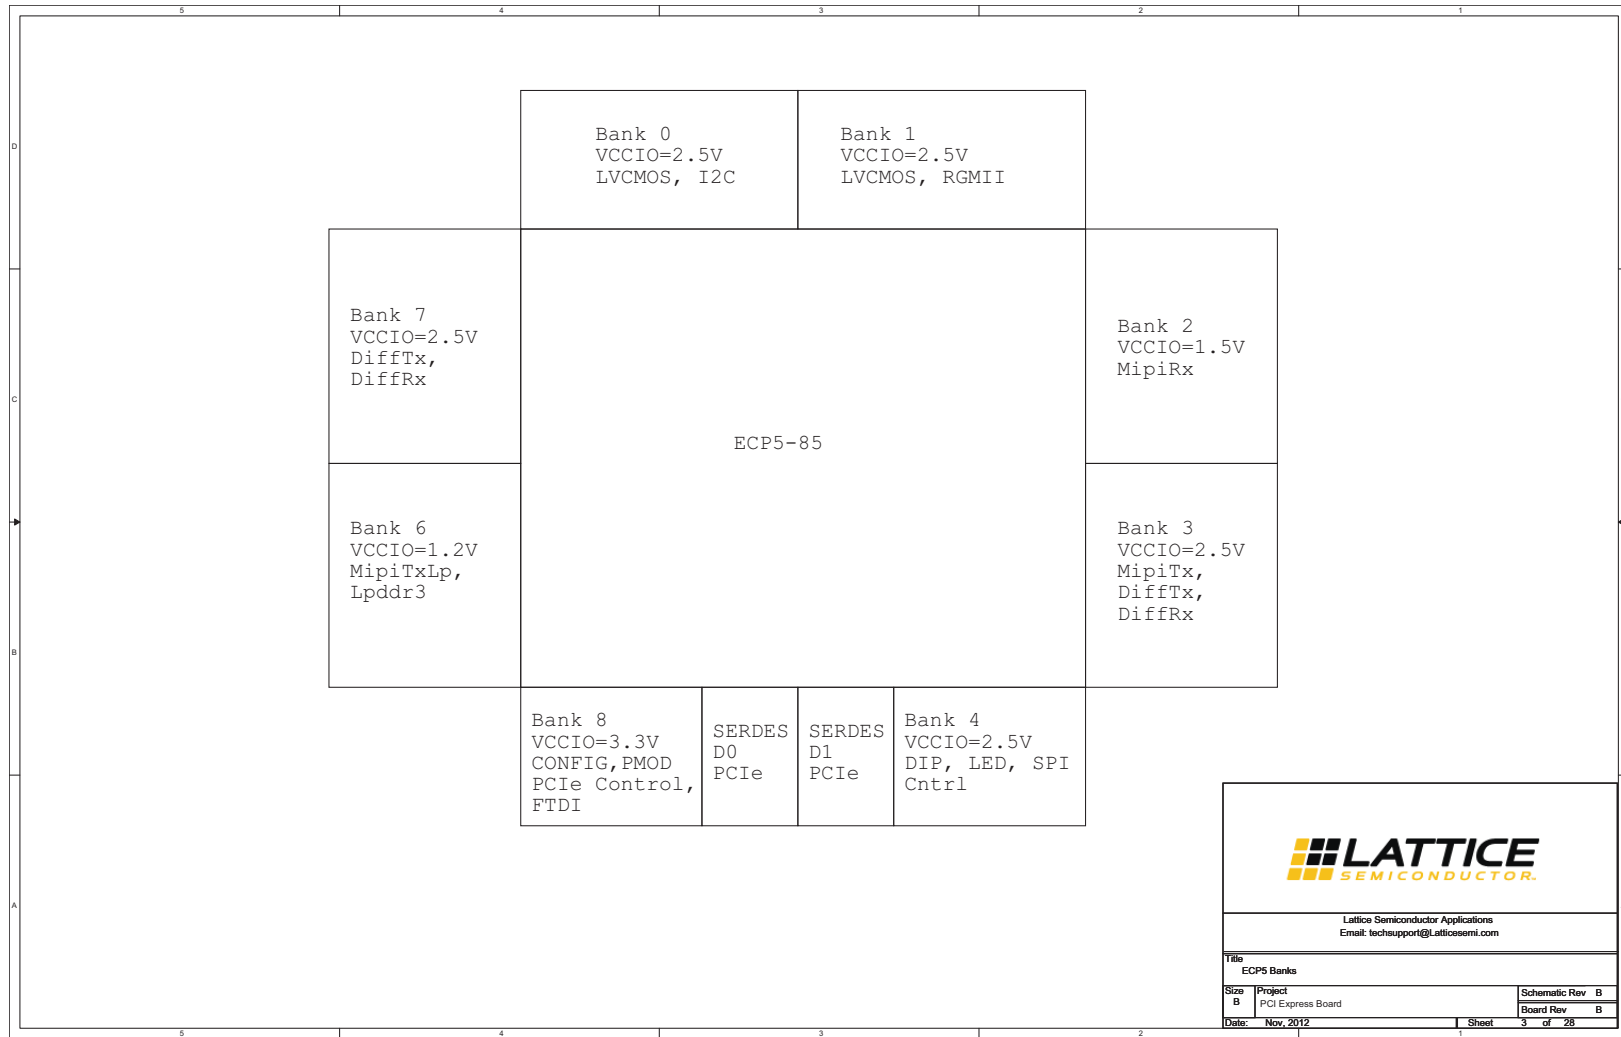 5 4 3 2 1
D
C
B
A
Bank 0
VCCIO=2.5V
LVCMOS, I2C
Bank 1
VCCIO=2.5V
LVCMOS, RGMII
Bank 7
VCCIO=2.5V
DiffTx,
DiffRx
Bank 2
VCCIO=1.5V
MipiRx
ECP5-85
Bank 6
VCCIO=1.2V
MipiTxLp,
Lpddr3
Bank 3
VCCIO=2.5V
MipiTx,
DiffTx,
DiffRx
Bank 8
VCCIO=3.3V
CONFIG,PMOD
PCIe Control,
FTDI
SERDES
D0
PCIe
SERDES
D1
PCIe
Bank 4
VCCIO=2.5V
DIP, LED, SPI
Cntrl
LATTICE
SEMICONDUCTOR
Lattice Semiconductor Applications
Email: techsupport@Latticesemi.com
Title
ECP5 Banks
Size
B
Project
PCI Express Board
Schematic Rev B
Board Rev B
Date: Nov, 2012
Sheet 3 of 28
5 4 3 2 1